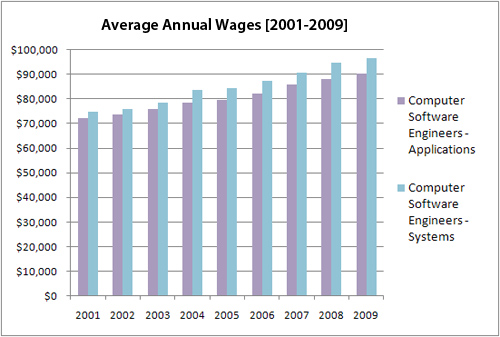 Average Annual Wages [2001-2009]
$100,000
$90,000
$80,000
$70,000
$60,000
$50,000
$40,000
$30,000
$20,000
$10,000
$0
2001 2002 2003 2004 2005 2006 2007 2008 2009
Computer
Software
Engineers -
Applications
Computer
Software
Engineers -
Systems